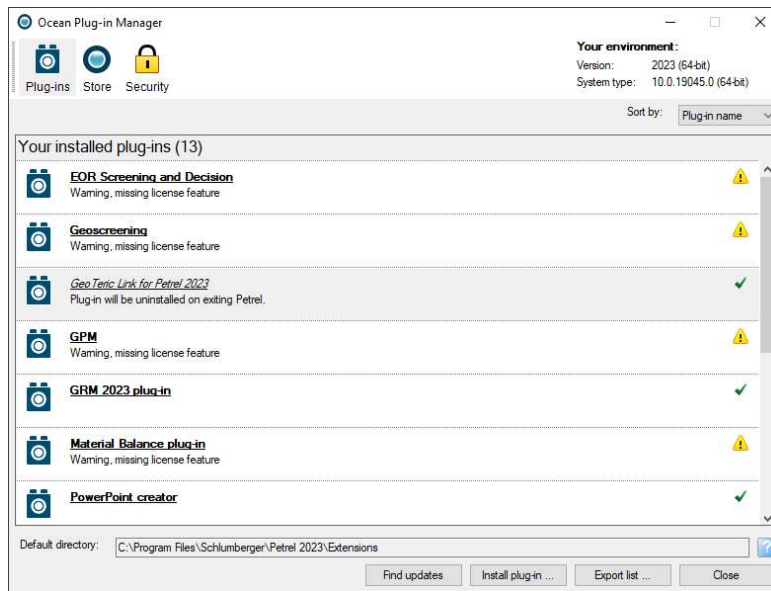 Ocean Plug-in Manager
Plug-ins
Store
Security
Your environment:
Version: 2023 (64-bit)
System type: 10.0.19045.0 (64-bit)
Sort by: Plug-in name
Your installed plug-ins (13)
EOR Screening and Decision
Warning, missing license feature
Geoscreening
Warning, missing license feature
GeoTeric Link for Petrel 2023
Plug-in will be uninstalled on exiting Petrel.
GPM
Warning, missing license feature
GRM 2023 plug-in
Material Balance plug-in
Warning, missing license feature
PowerPoint creator
Default directory: C:\Program Files\Schlumberger\Petrel 2023\Extensions
?
Find updates
Install plug-in ...
Export list ...
Close